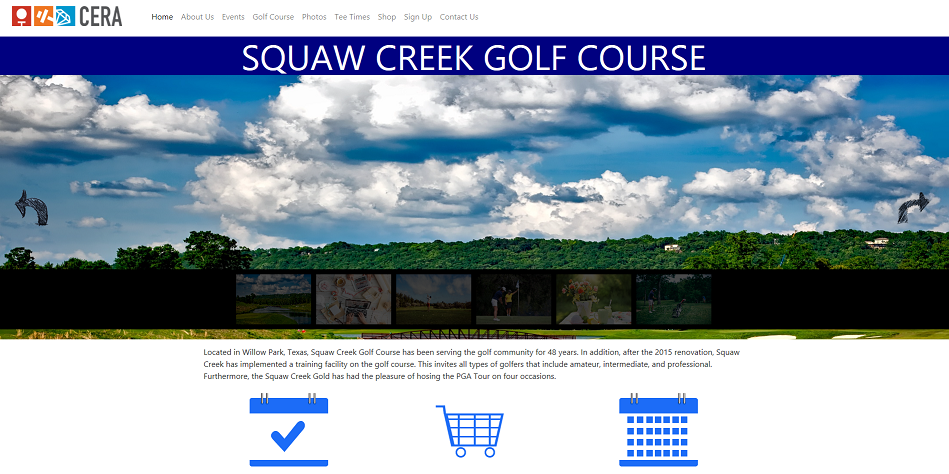 CERA Home About Us Events Golf Course Photos Tee Times Shop Sign Up Contact Us
SQUAW CREEK GOLF COURSE
Located in Willow Park, Texas, Squaw Creek Golf Course has been serving the golf community for 48 years. In addition, after the 2015 renovation, Squaw
Creek has implemented a training facility on the golf course. This invites all types of golfers that include amateur, intermediate, and professional.
Furthermore, the Squaw Creek Gold has had the pleasure of hosing the PGA Tour on four occasions.